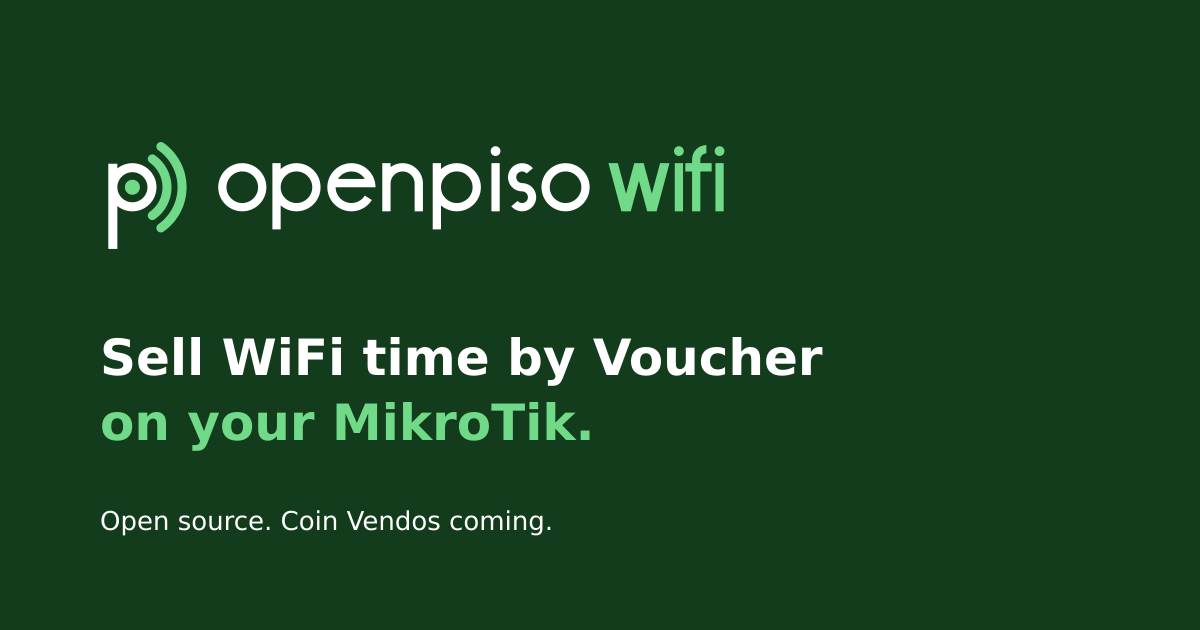 openpiso wifi
Sell WiFi time by Voucher
on your MikroTik.
Open source. Coin Vendos coming.